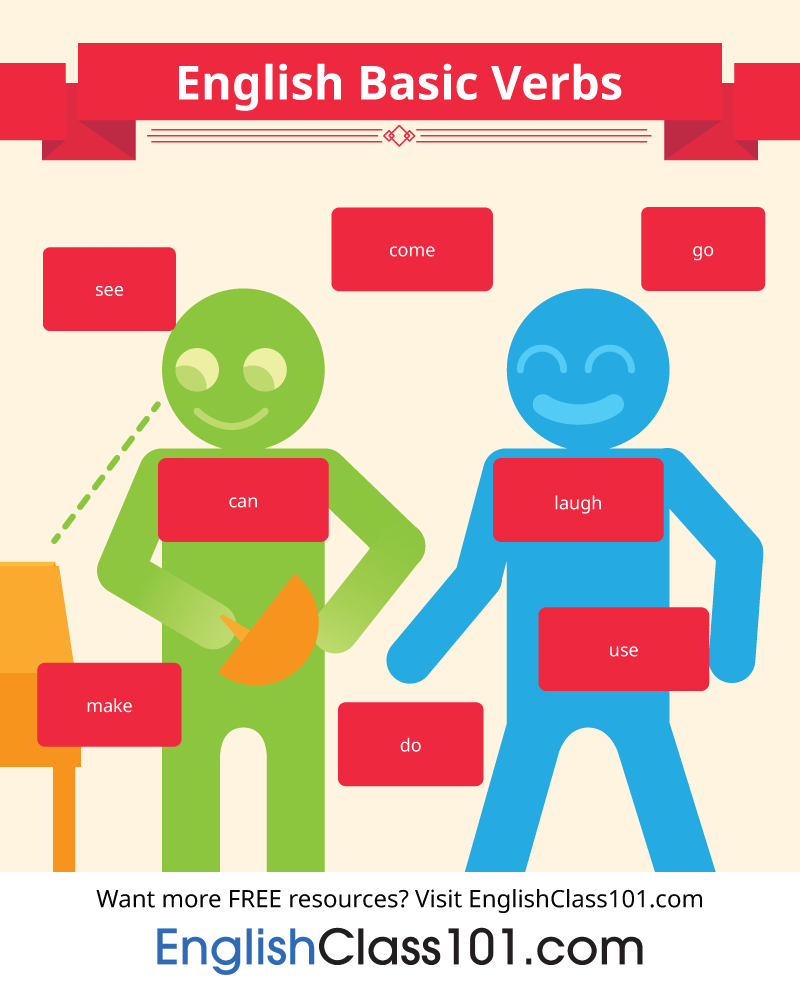 English Basic Verbs
come
go
see
can
laugh
use
make
do
Want more FREE resources? Visit EnglishClass101.com
EnglishClass101.com